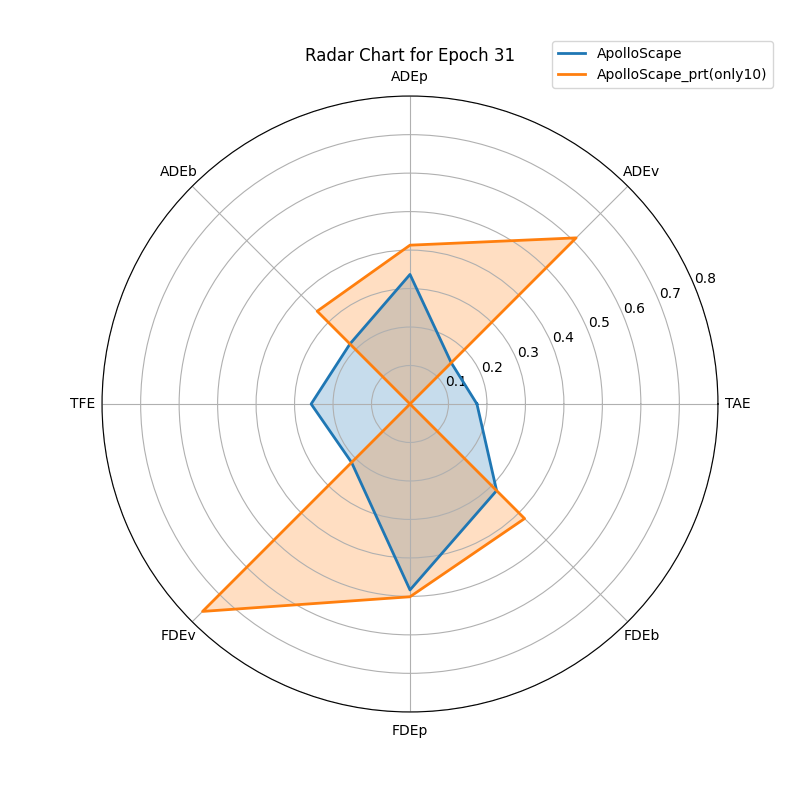 Radar Chart for Epoch 31
ApolloScape
ApolloScape_prt(only10)
ADEp
ADEb
ADEv
0.8
0.7
0.6
0.5
0.4
0.3
0.2
0.1
TFE
TAE
FDEv
FDEb
FDEp